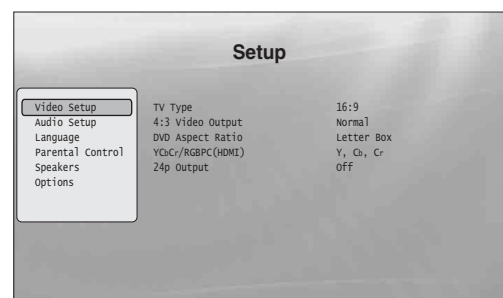 Setup
Video Setup
Audio Setup
Language
Parental Control
Speakers
Options
TV Type 16:9
4:3 Video Output Normal
DVD Aspect Ratio Letter Box
YCbCr/RGBPC(HDMI) Y, Cb, Cr
24p Output Off